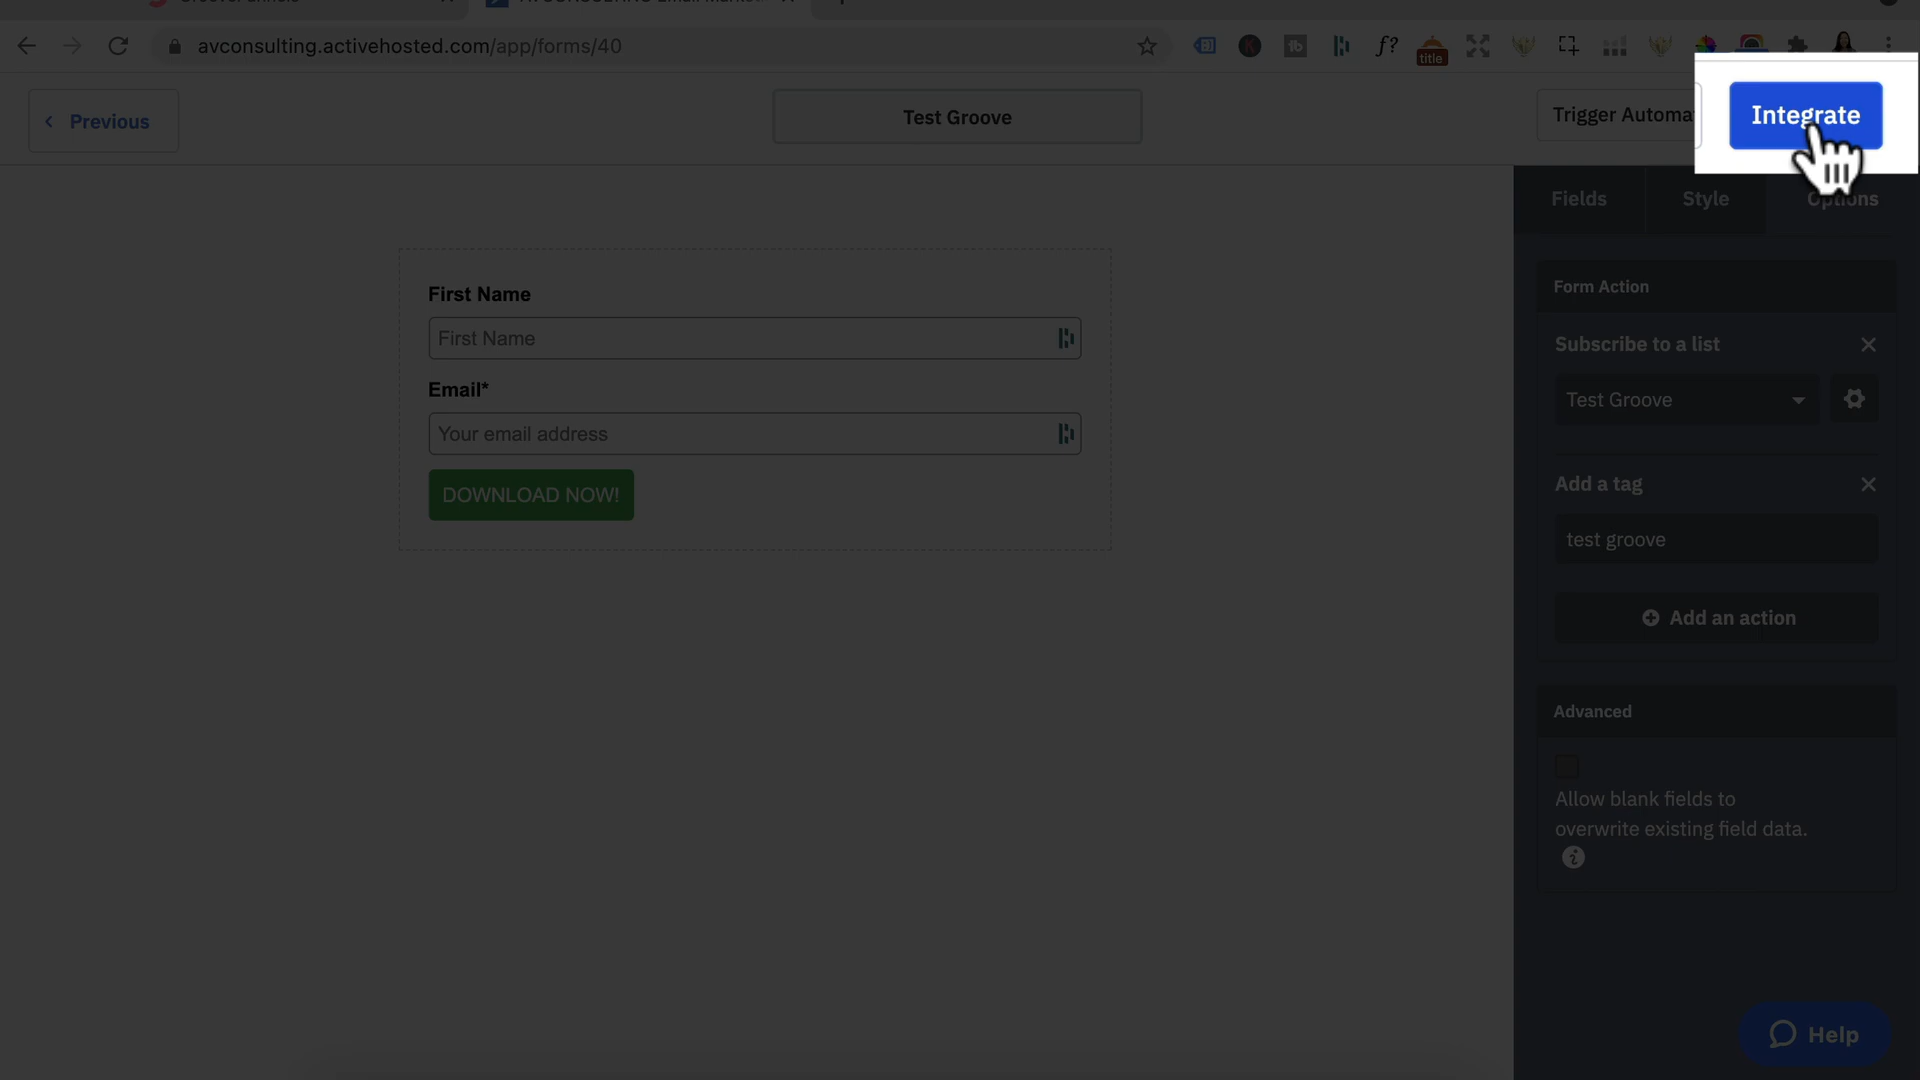 avconsulting.activehosted.com/app/forms/40
f?
title
Previous
Test Groove
Trigger Automa
Integrate
Fields
Style
Options
First Name
First Name
Email*
Your email address
DOWNLOAD NOW!
Form Action
Subscribe to a list
Test Groove
Add a tag
test groove
Add an action
Advanced
Allow blank fields to
overwrite existing field data.
Help